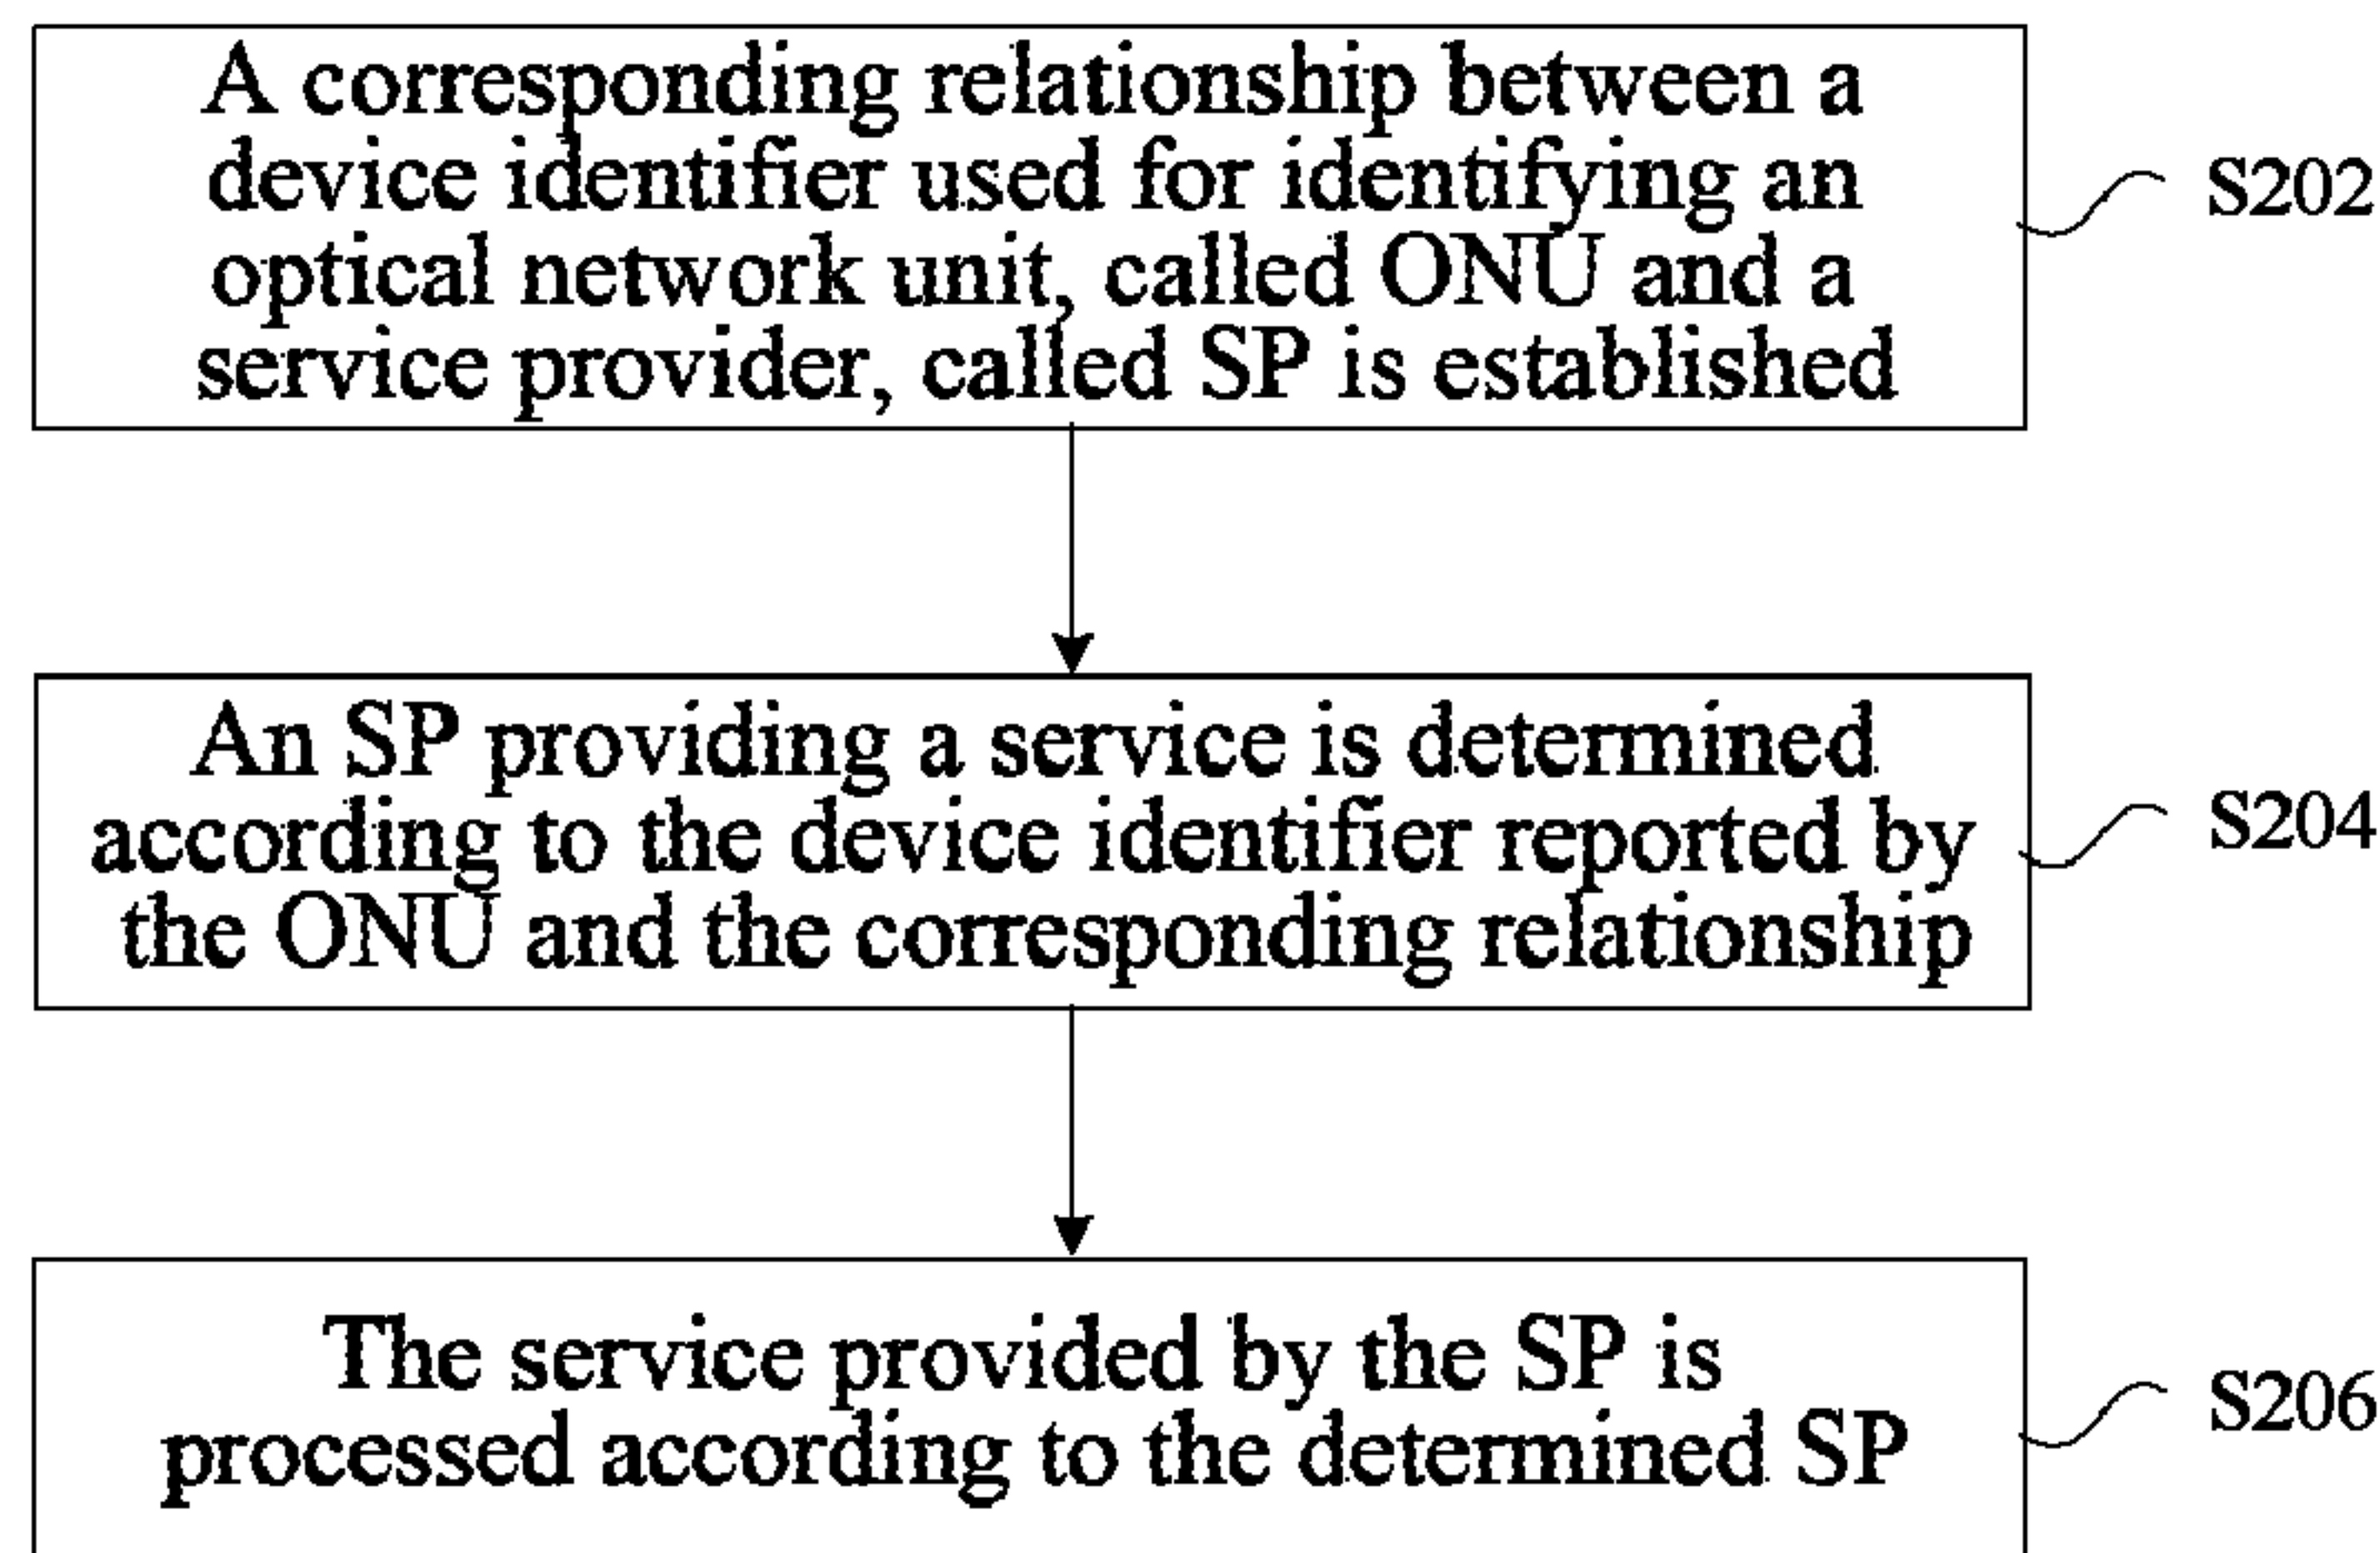 A corresponding relationship between a
device identifier used for identifying an
optical network unit, called ONU and a
service provider, called SP is established
S202
An SP providing a service is determined
according to the device identifier reported by
the ONU and the corresponding relationship
S204
The service provided by the SP is
processed according to the determined SP
S206